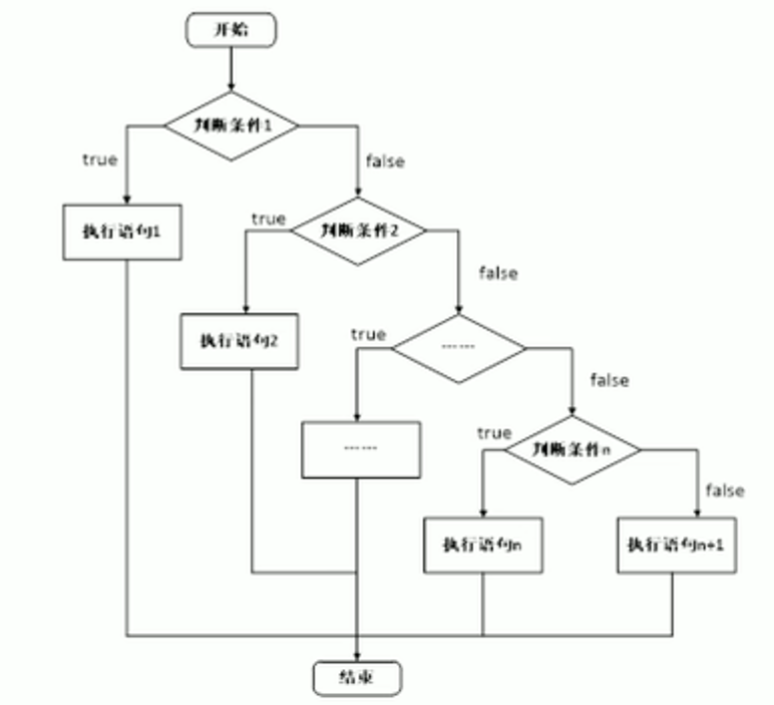 开始
判断条件1
true
false
执行语句1
true
判断条件2
false
执行语句2
true
……
false
……
true
判断条件n
false
执行语句n
执行语句n+1
结束